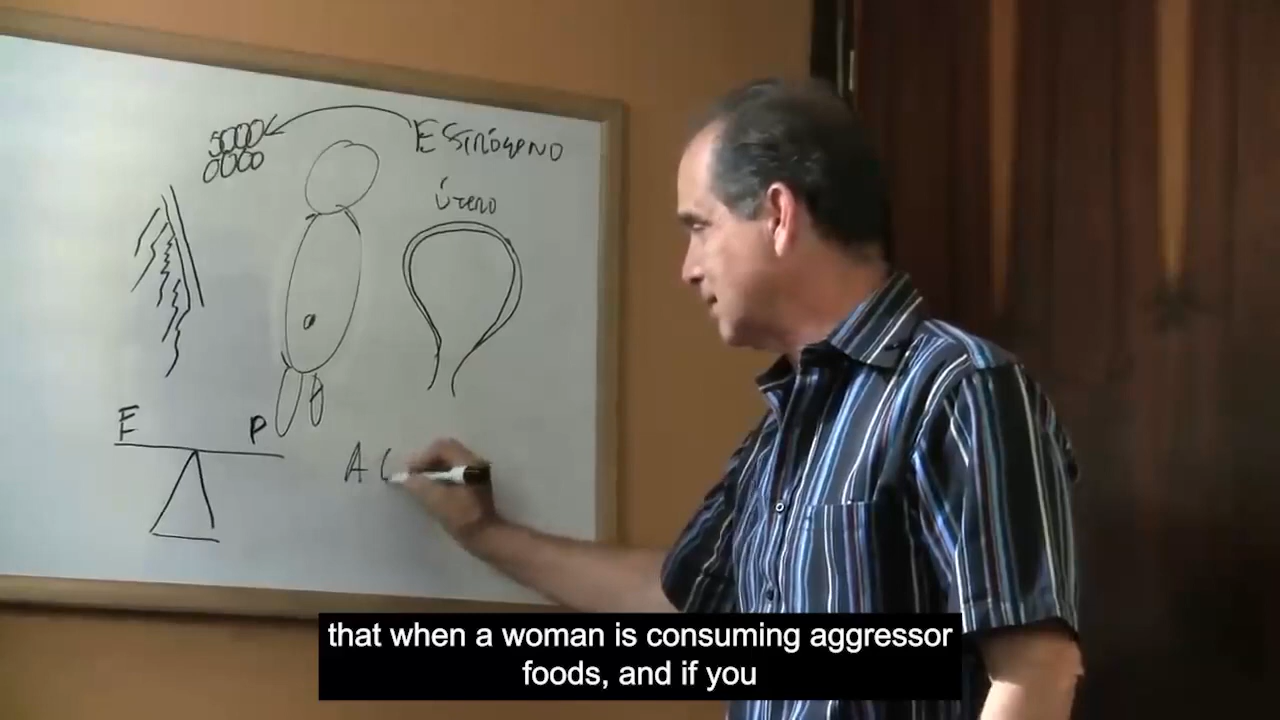 Estrógeno
Útero
E P
A G
that when a woman is consuming aggressor
foods, and if you